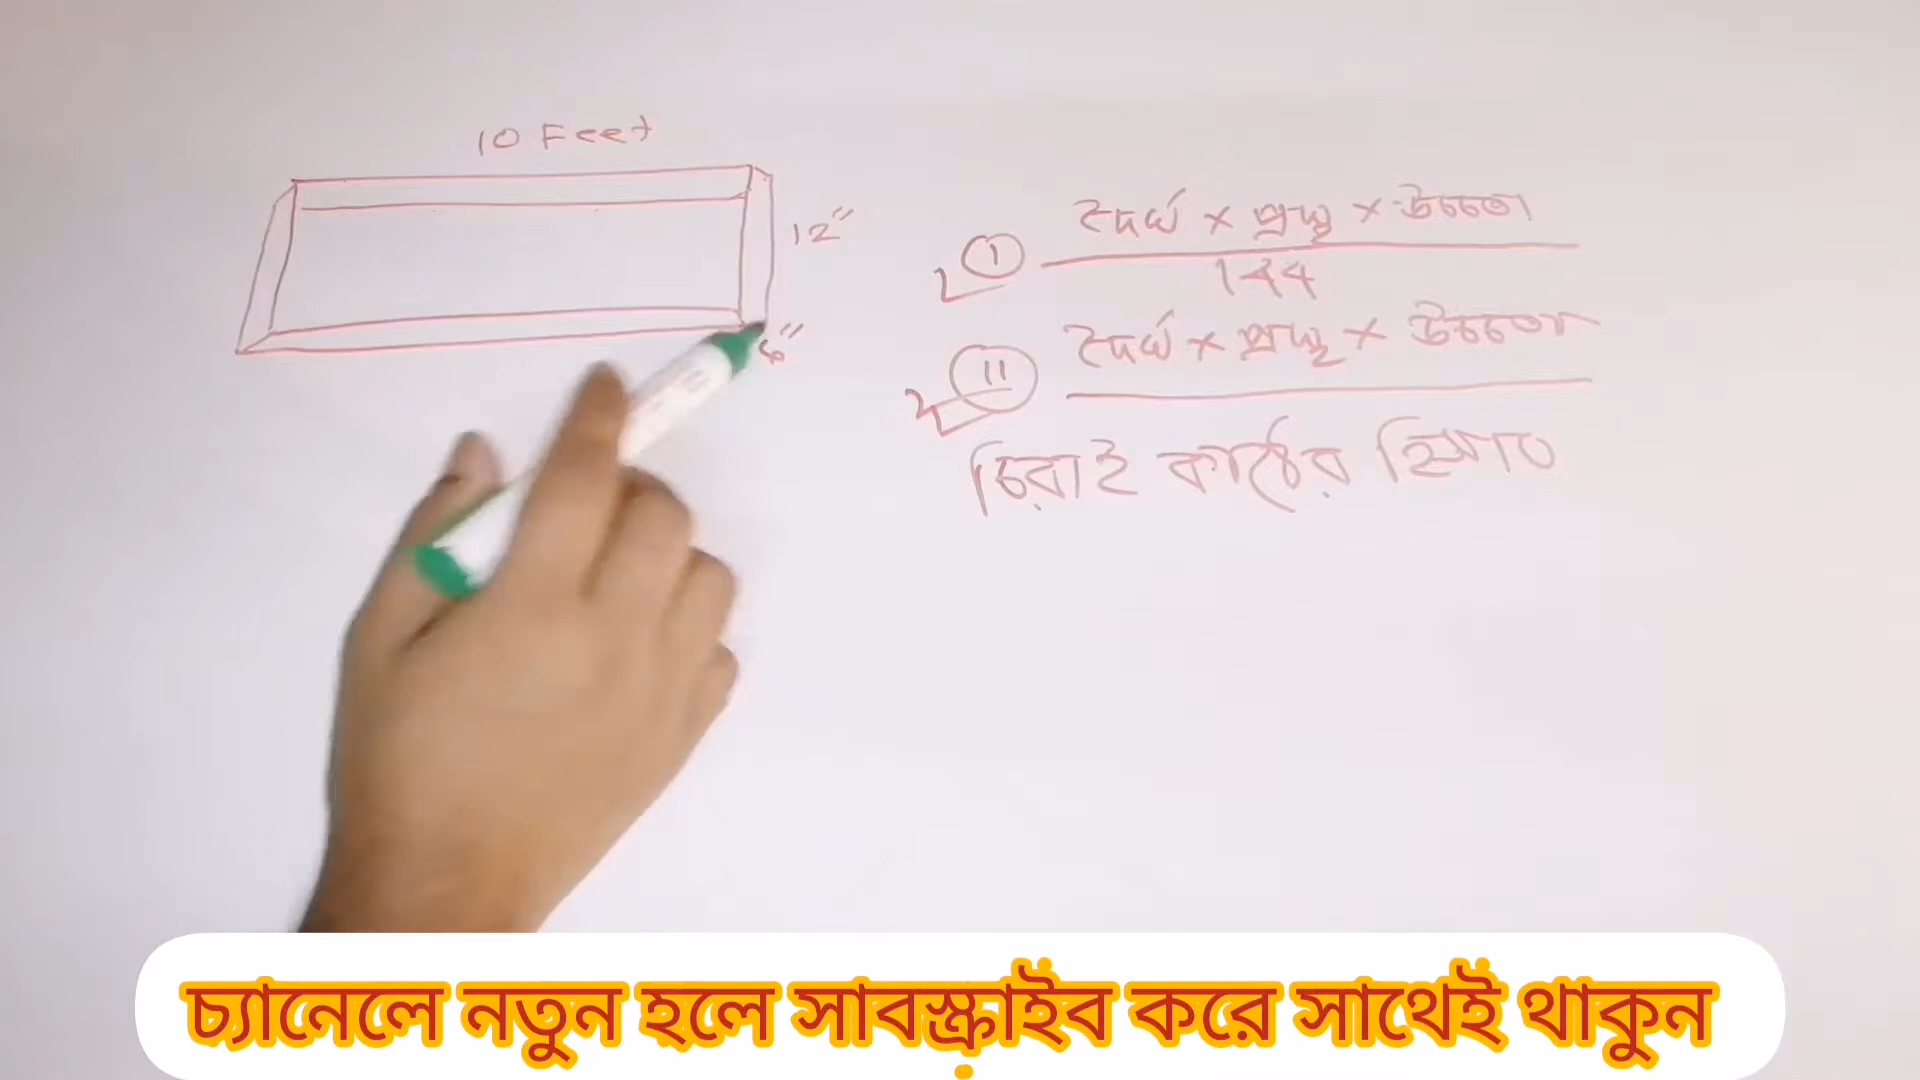 10 Feet
12"
6"
1 দৈর্ঘ্য × প্রস্থ × উচ্চতা
144
11 দৈর্ঘ্য × প্রস্থ × উচ্চতা
চিরাই কাঠের হিসাব
চ্যানেলে নতুন হলে সাবস্ক্রাইব করে সাথেই থাকুন